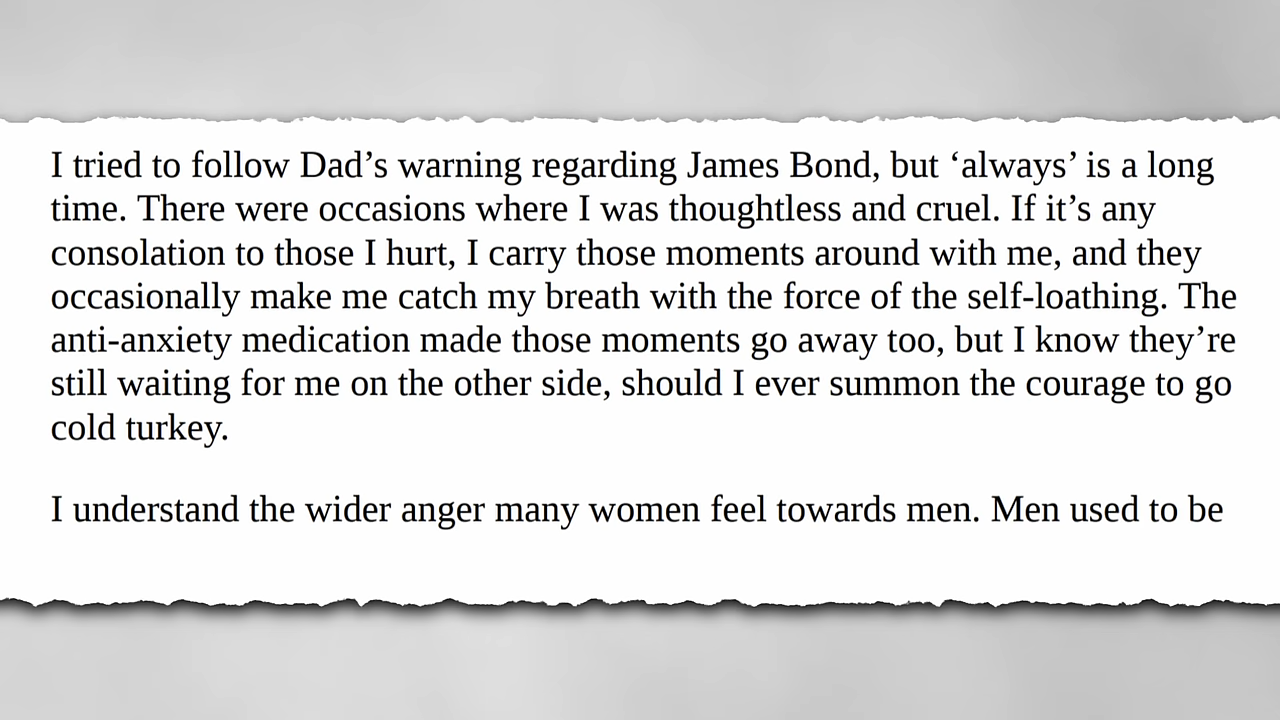 I tried to follow Dad’s warning regarding James Bond, but ‘always’ is a long
time. There were occasions where I was thoughtless and cruel. If it’s any
consolation to those I hurt, I carry those moments around with me, and they
occasionally make me catch my breath with the force of the self-loathing. The
anti-anxiety medication made those moments go away too, but I know they’re
still waiting for me on the other side, should I ever summon the courage to go
cold turkey.
I understand the wider anger many women feel towards men. Men used to be